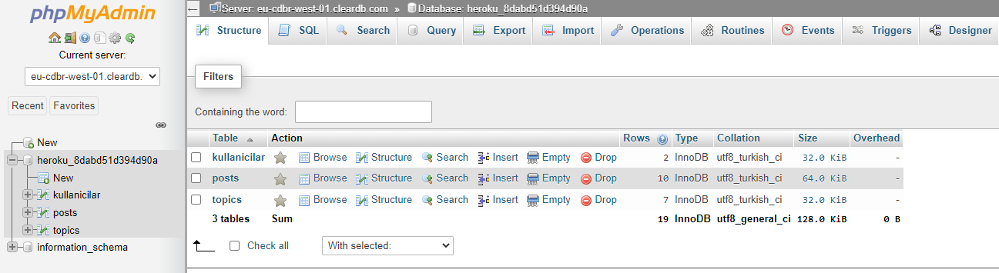 phpMyAdmin
Current server:
eu-cdbr-west-01.cleardb.
Recent Favorites
New
heroku_8dabd51d394d90a
New
kullanicilar
posts
topics
information_schema
Server: eu-cdbr-west-01.cleardb.com » Database: heroku_8dabd51d394d90a
Structure SQL Search Query Export Import Operations Routines Events Triggers Designer
Filters
Containing the word:
Table Action Rows Type Collation Size Overhead
kullanicilar Browse Structure Search Insert Empty Drop 2 InnoDB utf8_turkish_ci 32.0 KiB -
posts Browse Structure Search Insert Empty Drop 10 InnoDB utf8_turkish_ci 64.0 KiB -
topics Browse Structure Search Insert Empty Drop 7 InnoDB utf8_turkish_ci 32.0 KiB -
3 tables Sum 19 InnoDB utf8_general_ci 128.0 KiB 0 B
Check all With selected: